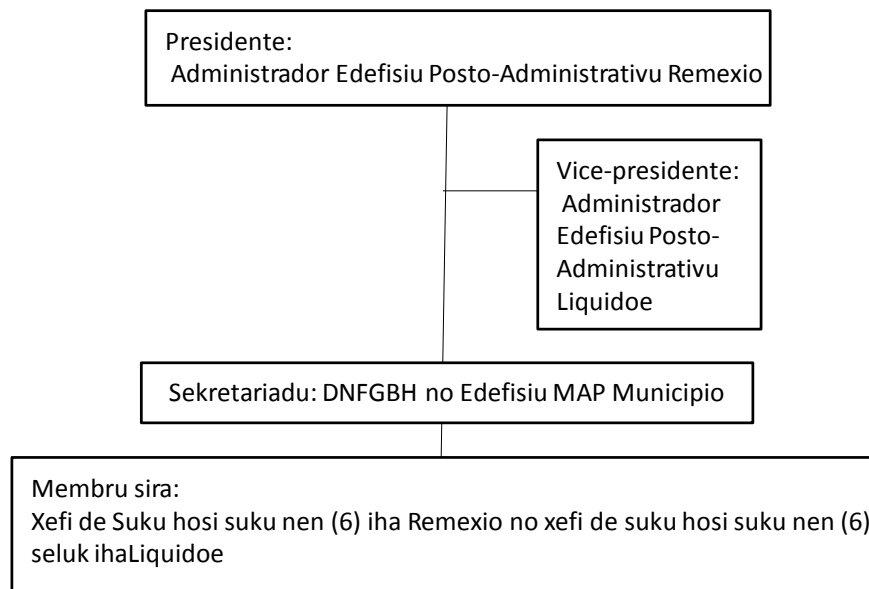 Presidente:
Administrador Edefisiu Posto-Administrativu Remexio
Vice-presidente:
Administrador
Edefisiu Posto-
Administrativu
Liquidoe
Sekretariadu: DNFGBH no Edefisiu MAP Municipio
Membru sira:
Xefi de Suku hosi suku nen (6) iha Remexio no xefi de suku hosi suku nen (6)
seluk ihaLiquidoe